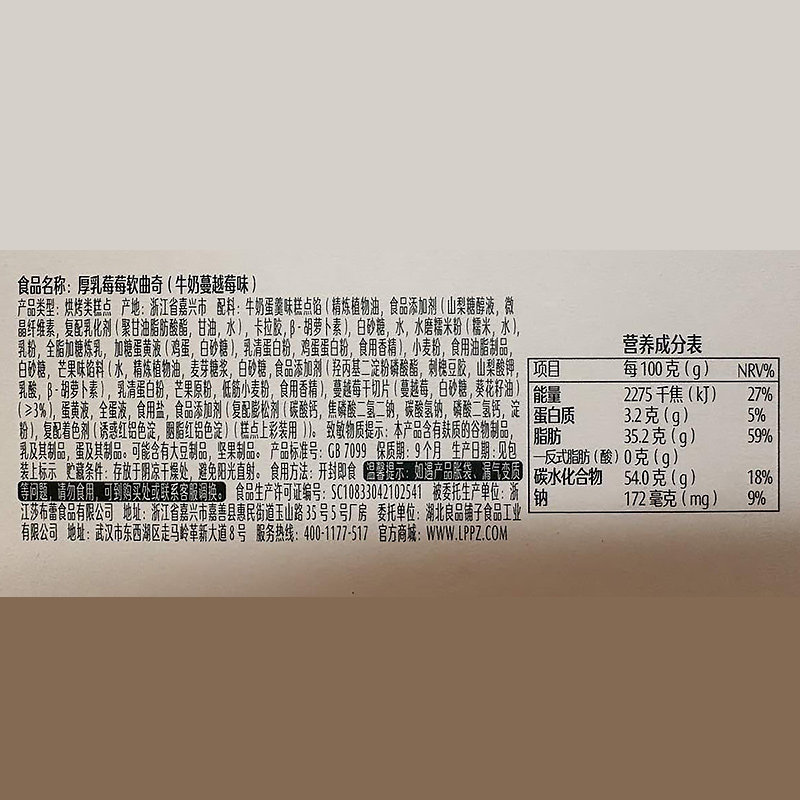 食品名称：厚乳莓莓软曲奇（牛奶蔓越莓味）
产品类型：烘烤类糕点 产地：浙江省嘉兴市 配料：牛奶蛋羹味糕点馅（精炼植物油，食品添加剂（山梨糖醇液，微
晶纤维素，复配乳化剂（聚甘油脂肪酸酯，甘油，水），卡拉胶，β-胡萝卜素），白砂糖，水，水磨糯米粉（糯米，水），
乳粉，全脂加糖炼乳，加糖蛋黄液（鸡蛋，白砂糖），乳清蛋白粉，鸡蛋蛋白粉，食用香精），小麦粉，食用油脂制品，
白砂糖，芒果味馅料（水，精炼植物油，麦芽糖浆，白砂糖，食品添加剂（羟丙基二淀粉磷酸酯，刺槐豆胶，山梨酸钾，
乳酸，β-胡萝卜素），乳清蛋白粉，芒果原粉，低筋小麦粉，食用香精），蔓越莓干切片（蔓越莓，白砂糖，葵花籽油）
（≥3%），蛋黄液，全蛋液，食用盐，食品添加剂（复配膨松剂（碳酸钙，焦磷酸二氢二钠，碳酸氢钠，磷酸二氢钙，淀
粉），复配着色剂（诱惑红铝色淀，胭脂红铝色淀）（糕点上彩装用））。致敏物质提示：本产品含有麸质的谷物制品，
乳及其制品，蛋及其制品。可能含有大豆制品，坚果制品。 产品标准号：GB 7099 保质期：9个月 生产日期：见包
装上标示 贮藏条件：存放于阴凉干燥处，避免阳光直射。 食用方法：开封即食 温馨提示：如遇产品胀袋、漏气变质
等问题，请勿食用，可到购买处或联系客服调换。 食品生产许可证编号：SC10833042102541 被委托生产单位：浙
江莎布蕾食品有限公司 地址：浙江省嘉兴市嘉善县惠民街道玉山路35号5号厂房 委托单位：湖北良品铺子食品工业
有限公司 地址：武汉市东西湖区走马岭革新大道8号 服务热线：400-1177-517 官方商城：WWW.LPPZ.COM
营养成分表
项目 每100克（g） NRV%
能量 2275千焦（kJ） 27%
蛋白质 3.2克（g） 5%
脂肪 35.2克（g） 59%
—反式脂肪（酸） 0克（g）
碳水化合物 54.0克（g） 18%
钠 172毫克（mg） 9%